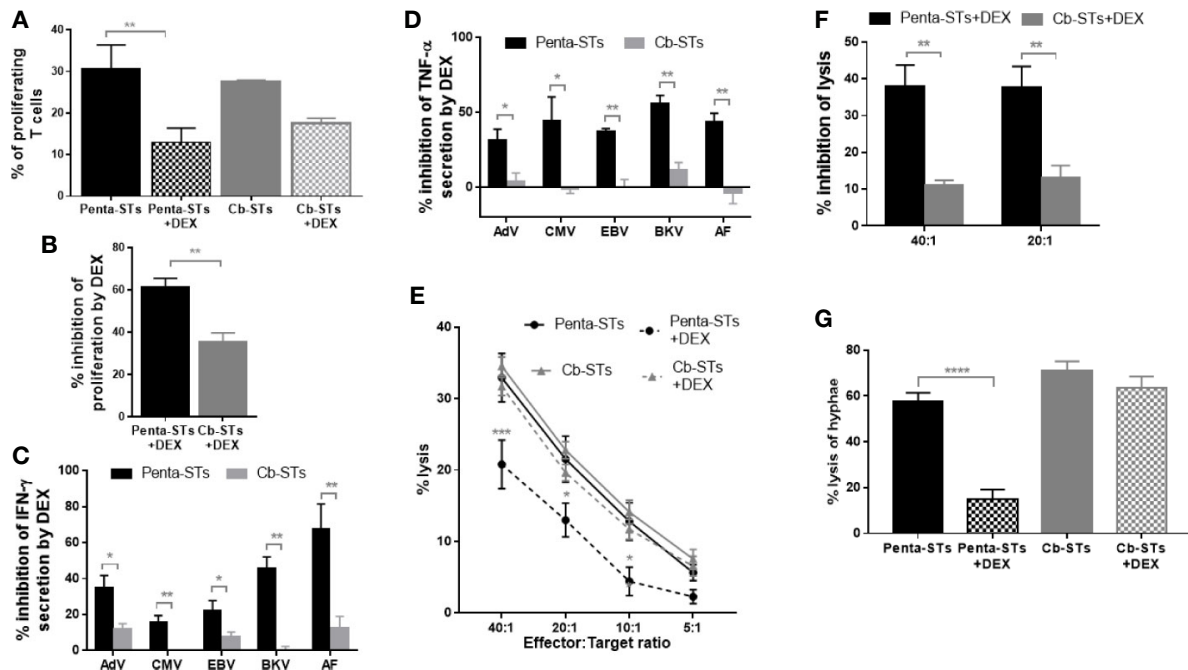 A
**
% of proliferating
T cells
40
30
20
10
0
Penta-STs
Penta-STs
+DEX
Cb-STs
Cb-STs
+DEX
B
**
% inhibition of
proliferation by DEX
80
60
40
20
0
Penta-STs
+DEX
Cb-STs
+DEX
C
Penta-STs
Cb-STs
% inhibition of IFN-γ
secretion by DEX
100
80
60
40
20
0
*
**
*
**
**
AdV
CMV
EBV
BKV
AF
D
Penta-STs
Cb-STs
% inhibition of TNF-α
secretion by DEX
100
50
0
*
*
**
**
**
AdV
CMV
EBV
BKV
AF
E
Penta-STs
Penta-STs
+DEX
Cb-STs
Cb-STs
+DEX
% lysis
40
30
20
10
0
***
*
*
40:1
20:1
10:1
5:1
Effector:Target ratio
F
Penta-STs+DEX
Cb-STs+DEX
% inhibition of lysis
50
40
30
20
10
0
**
**
40:1
20:1
G
% lysis of hyphae
80
60
40
20
0
****
Penta-STs
Penta-STs
+DEX
Cb-STs
Cb-STs
+DEX